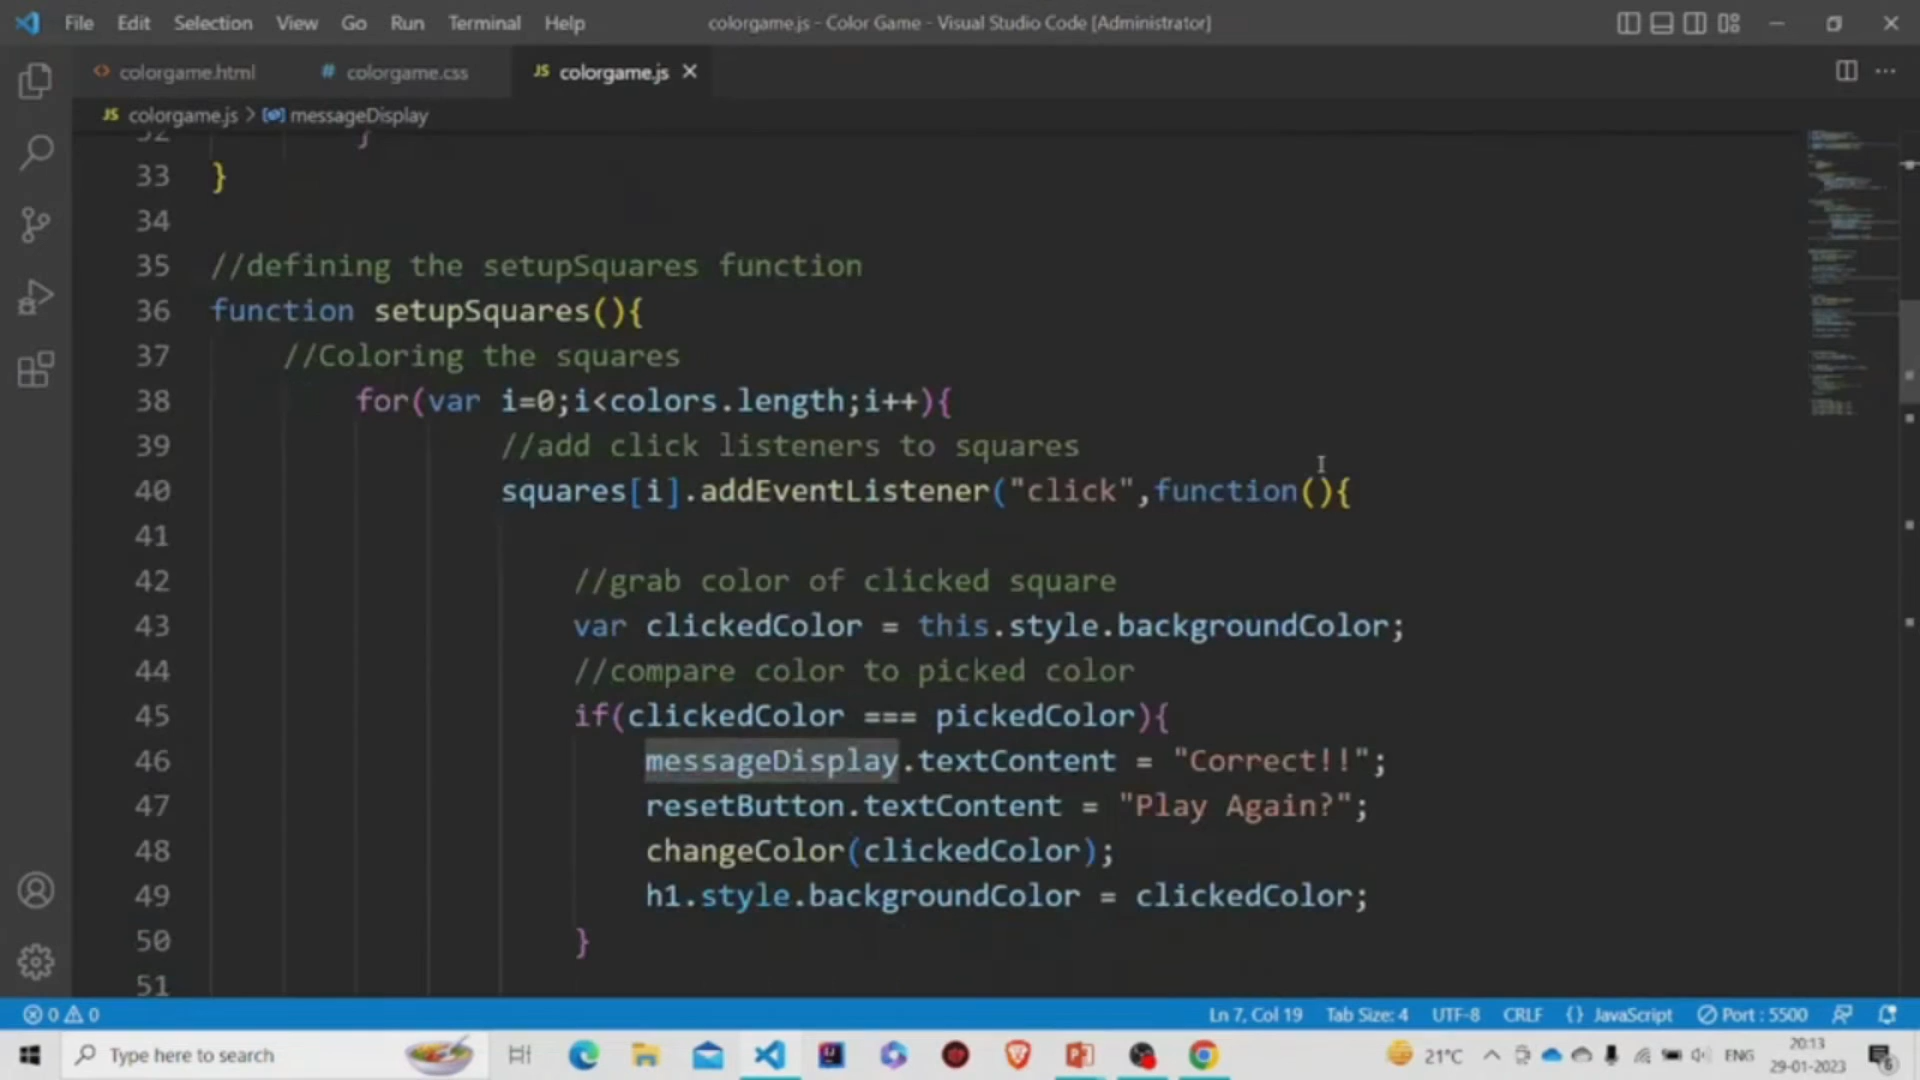 File Edit Selection View Go Run Terminal Help colorgame.js - Color Game - Visual Studio Code [Administrator]
colorgame.html # colorgame.css JS colorgame.js
JS colorgame.js > messageDisplay
32 }
33 }
34
35 //defining the setupSquares function
36 function setupSquares(){
37 //Coloring the squares
38 for(var i=0;i<colors.length;i++){
39 //add click listeners to squares
40 squares[i].addEventListener("click",function(){
41
42 //grab color of clicked square
43 var clickedColor = this.style.backgroundColor;
44 //compare color to picked color
45 if(clickedColor === pickedColor){
46 messageDisplay.textContent = "Correct!!";
47 resetButton.textContent = "Play Again?";
48 changeColor(clickedColor);
49 h1.style.backgroundColor = clickedColor;
50 }
51
0 0 Ln 7, Col 19 Tab Size: 4 UTF-8 CRLF {} JavaScript Port : 5500
Type here to search 21°C ENG 20:13
29-01-2023 6